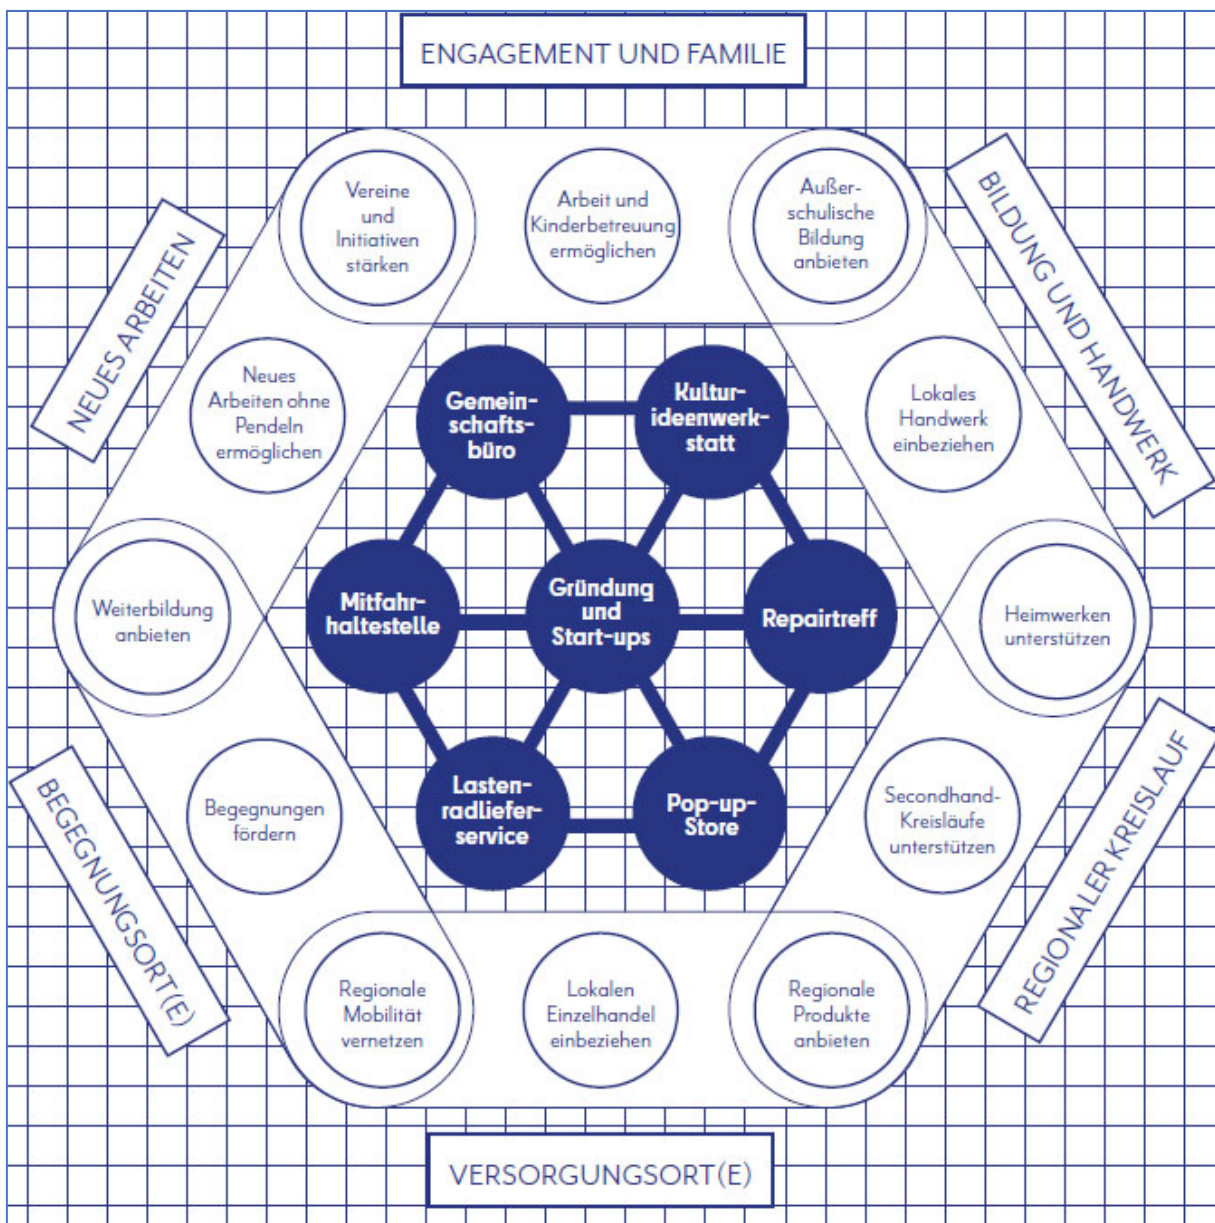 ENGAGEMENT UND FAMILIE
Vereine
und
Initiativen
stärken
Arbeit und
Kinderbetreuung
ermöglichen
Außer-
schulische
Bildung
anbieten
BILDUNG UND HANDWERK
NEUES ARBEITEN
Neues
Arbeiten ohne
Pendeln
ermöglichen
Gemein-
schafts-
büro
Kultur-
ideenwerk-
statt
Lokales
Handwerk
einbeziehen
Weiterbildung
anbieten
Mitfahr-
haltestelle
Gründung
und
Start-ups
Repairtreff
Heimwerken
unterstützen
BEGEGNUNGSORT(E)
Begegnungen
fördern
Lasten-
radliefer-
service
Pop-up-
Store
Secondhand-
Kreisläufe
unterstützen
REGIONALER KREISLAUF
Regionale
Mobilität
vernetzen
Lokalen
Einzelhandel
einbeziehen
Regionale
Produkte
anbieten
VERSORGUNGSORT(E)